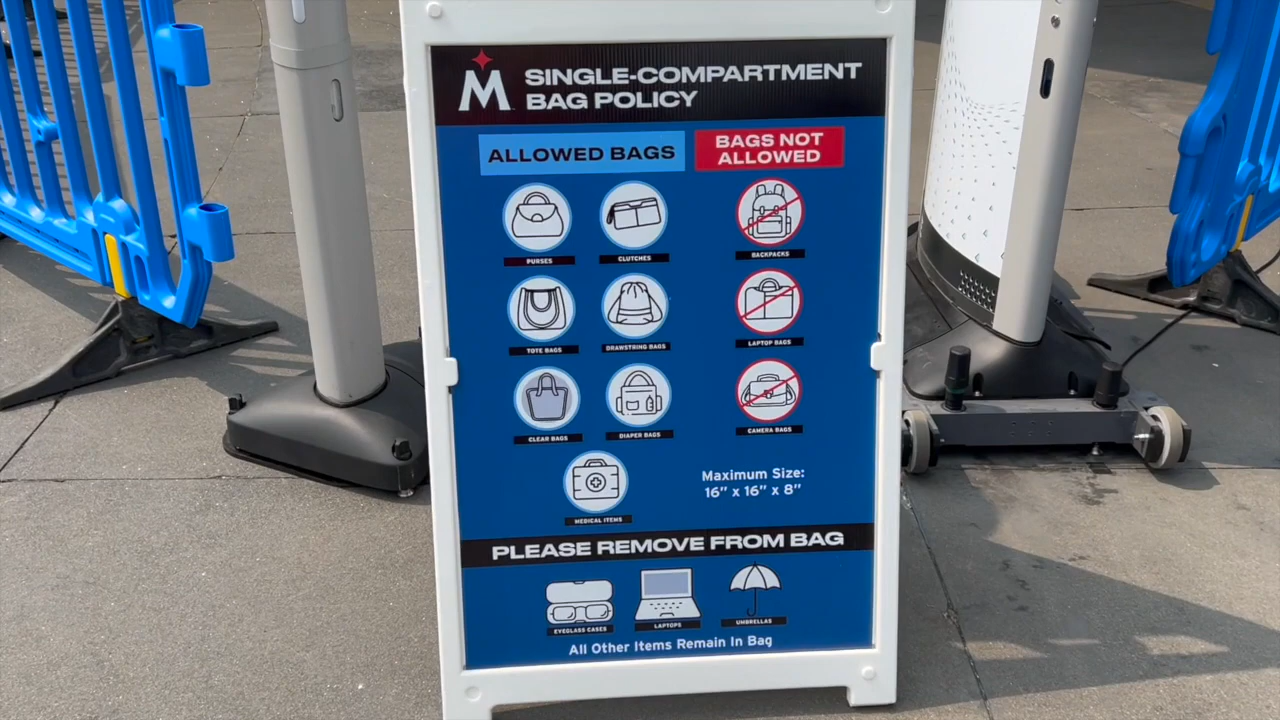 M SINGLE-COMPARTMENT
BAG POLICY
ALLOWED BAGS
BAGS NOT
ALLOWED
PURSES
CLUTCHES
BACKPACKS
TOTE BAGS
DRAWSTRING BAGS
LAPTOP BAGS
CLEAR BAGS
DIAPER BAGS
CAMERA BAGS
MEDICAL ITEMS
Maximum Size:
16" x 16" x 8"
PLEASE REMOVE FROM BAG
EYEGLASS CASES
LAPTOPS
UMBRELLAS
All Other Items Remain In Bag